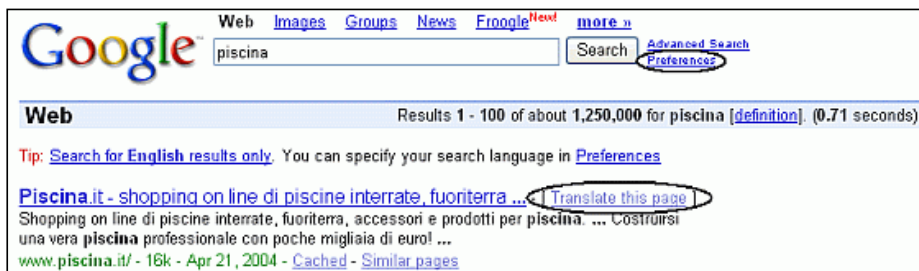 Web Images Groups News Froogle New! more »
Google piscina Search Advanced Search
Preferences
Web Results 1 - 100 of about 1,250,000 for piscina [definition]. (0.71 seconds)
Tip: Search for English results only. You can specify your search language in Preferences
Piscina.it - shopping on line di piscine interrate, fuoriterra ... - [ Translate this page ]
Shopping on line di piscine interrate, fuoriterra, accessori e prodotti per piscina. ... Costruirsi
una vera piscina professionale con poche migliaia di euro! ...
www.piscina.it/ - 16k - Apr 21, 2004 - Cached - Similar pages